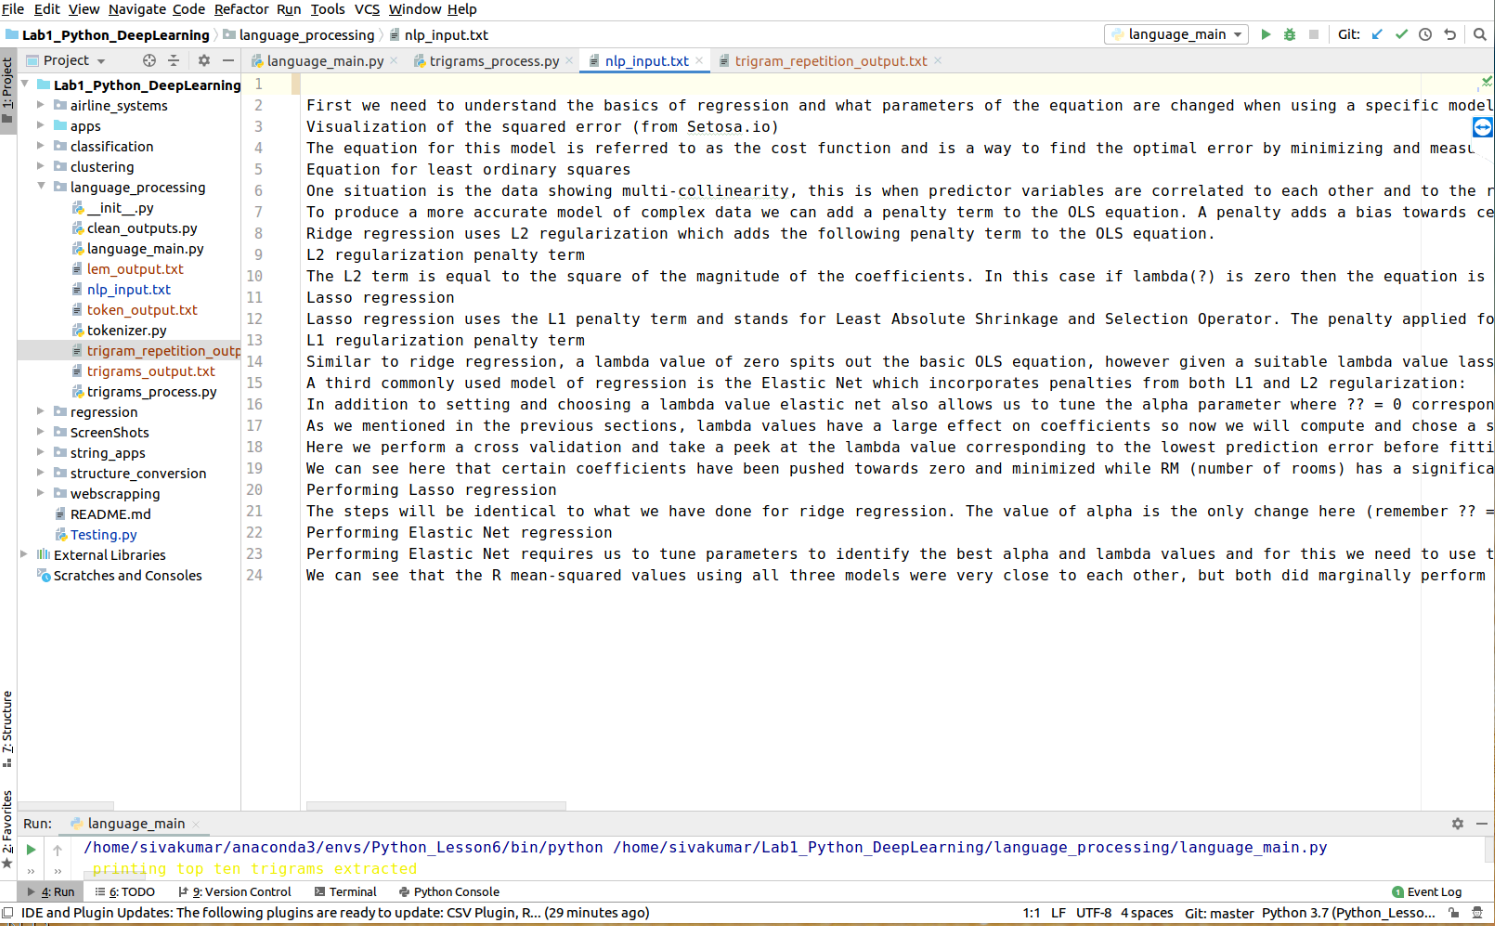 File Edit View Navigate Code Refactor Run Tools VCS Window Help
Lab1_Python_DeepLearning language_processing nlp_input.txt language_main Git:
1: Project
Project
language_main.py trigrams_process.py nlp_input.txt trigram_repetition_output.txt
Lab1_Python_DeepLearning
airline_systems
apps
classification
clustering
language_processing
__init__.py
clean_outputs.py
language_main.py
lem_output.txt
nlp_input.txt
token_output.txt
tokenizer.py
trigram_repetition_outp
trigrams_output.txt
trigrams_process.py
regression
ScreenShots
string_apps
structure_conversion
webscrapping
README.md
Testing.py
External Libraries
Scratches and Consoles
1
2 First we need to understand the basics of regression and what parameters of the equation are changed when using a specific model
3 Visualization of the squared error (from Setosa.io)
4 The equation for this model is referred to as the cost function and is a way to find the optimal error by minimizing and measu
5 Equation for least ordinary squares
6 One situation is the data showing multi-collinearity, this is when predictor variables are correlated to each other and to the r
7 To produce a more accurate model of complex data we can add a penalty term to the OLS equation. A penalty adds a bias towards ce
8 Ridge regression uses L2 regularization which adds the following penalty term to the OLS equation.
9 L2 regularization penalty term
10 The L2 term is equal to the square of the magnitude of the coefficients. In this case if lambda(?) is zero then the equation is
11 Lasso regression
12 Lasso regression uses the L1 penalty term and stands for Least Absolute Shrinkage and Selection Operator. The penalty applied fo
13 L1 regularization penalty term
14 Similar to ridge regression, a lambda value of zero spits out the basic OLS equation, however given a suitable lambda value lass
15 A third commonly used model of regression is the Elastic Net which incorporates penalties from both L1 and L2 regularization:
16 In addition to setting and choosing a lambda value elastic net also allows us to tune the alpha parameter where ?? = 0 correspon
17 As we mentioned in the previous sections, lambda values have a large effect on coefficients so now we will compute and chose a s
18 Here we perform a cross validation and take a peek at the lambda value corresponding to the lowest prediction error before fitti
19 We can see here that certain coefficients have been pushed towards zero and minimized while RM (number of rooms) has a significa
20 Performing Lasso regression
21 The steps will be identical to what we have done for ridge regression. The value of alpha is the only change here (remember ?? =
22 Performing Elastic Net regression
23 Performing Elastic Net requires us to tune parameters to identify the best alpha and lambda values and for this we need to use t
24 We can see that the R mean-squared values using all three models were very close to each other, but both did marginally perform
7: Structure
2: Favorites
Run: language_main
/home/sivakumar/anaconda3/envs/Python_Lesson6/bin/python /home/sivakumar/Lab1_Python_DeepLearning/language_processing/language_main.py
printing top ten trigrams extracted
4: Run 6: TODO 9: Version Control Terminal Python Console 1 Event Log
IDE and Plugin Updates: The following plugins are ready to update: CSV Plugin, R... (29 minutes ago) 1:1 LF UTF-8 4 spaces Git: master Python 3.7 (Python_Lesso...